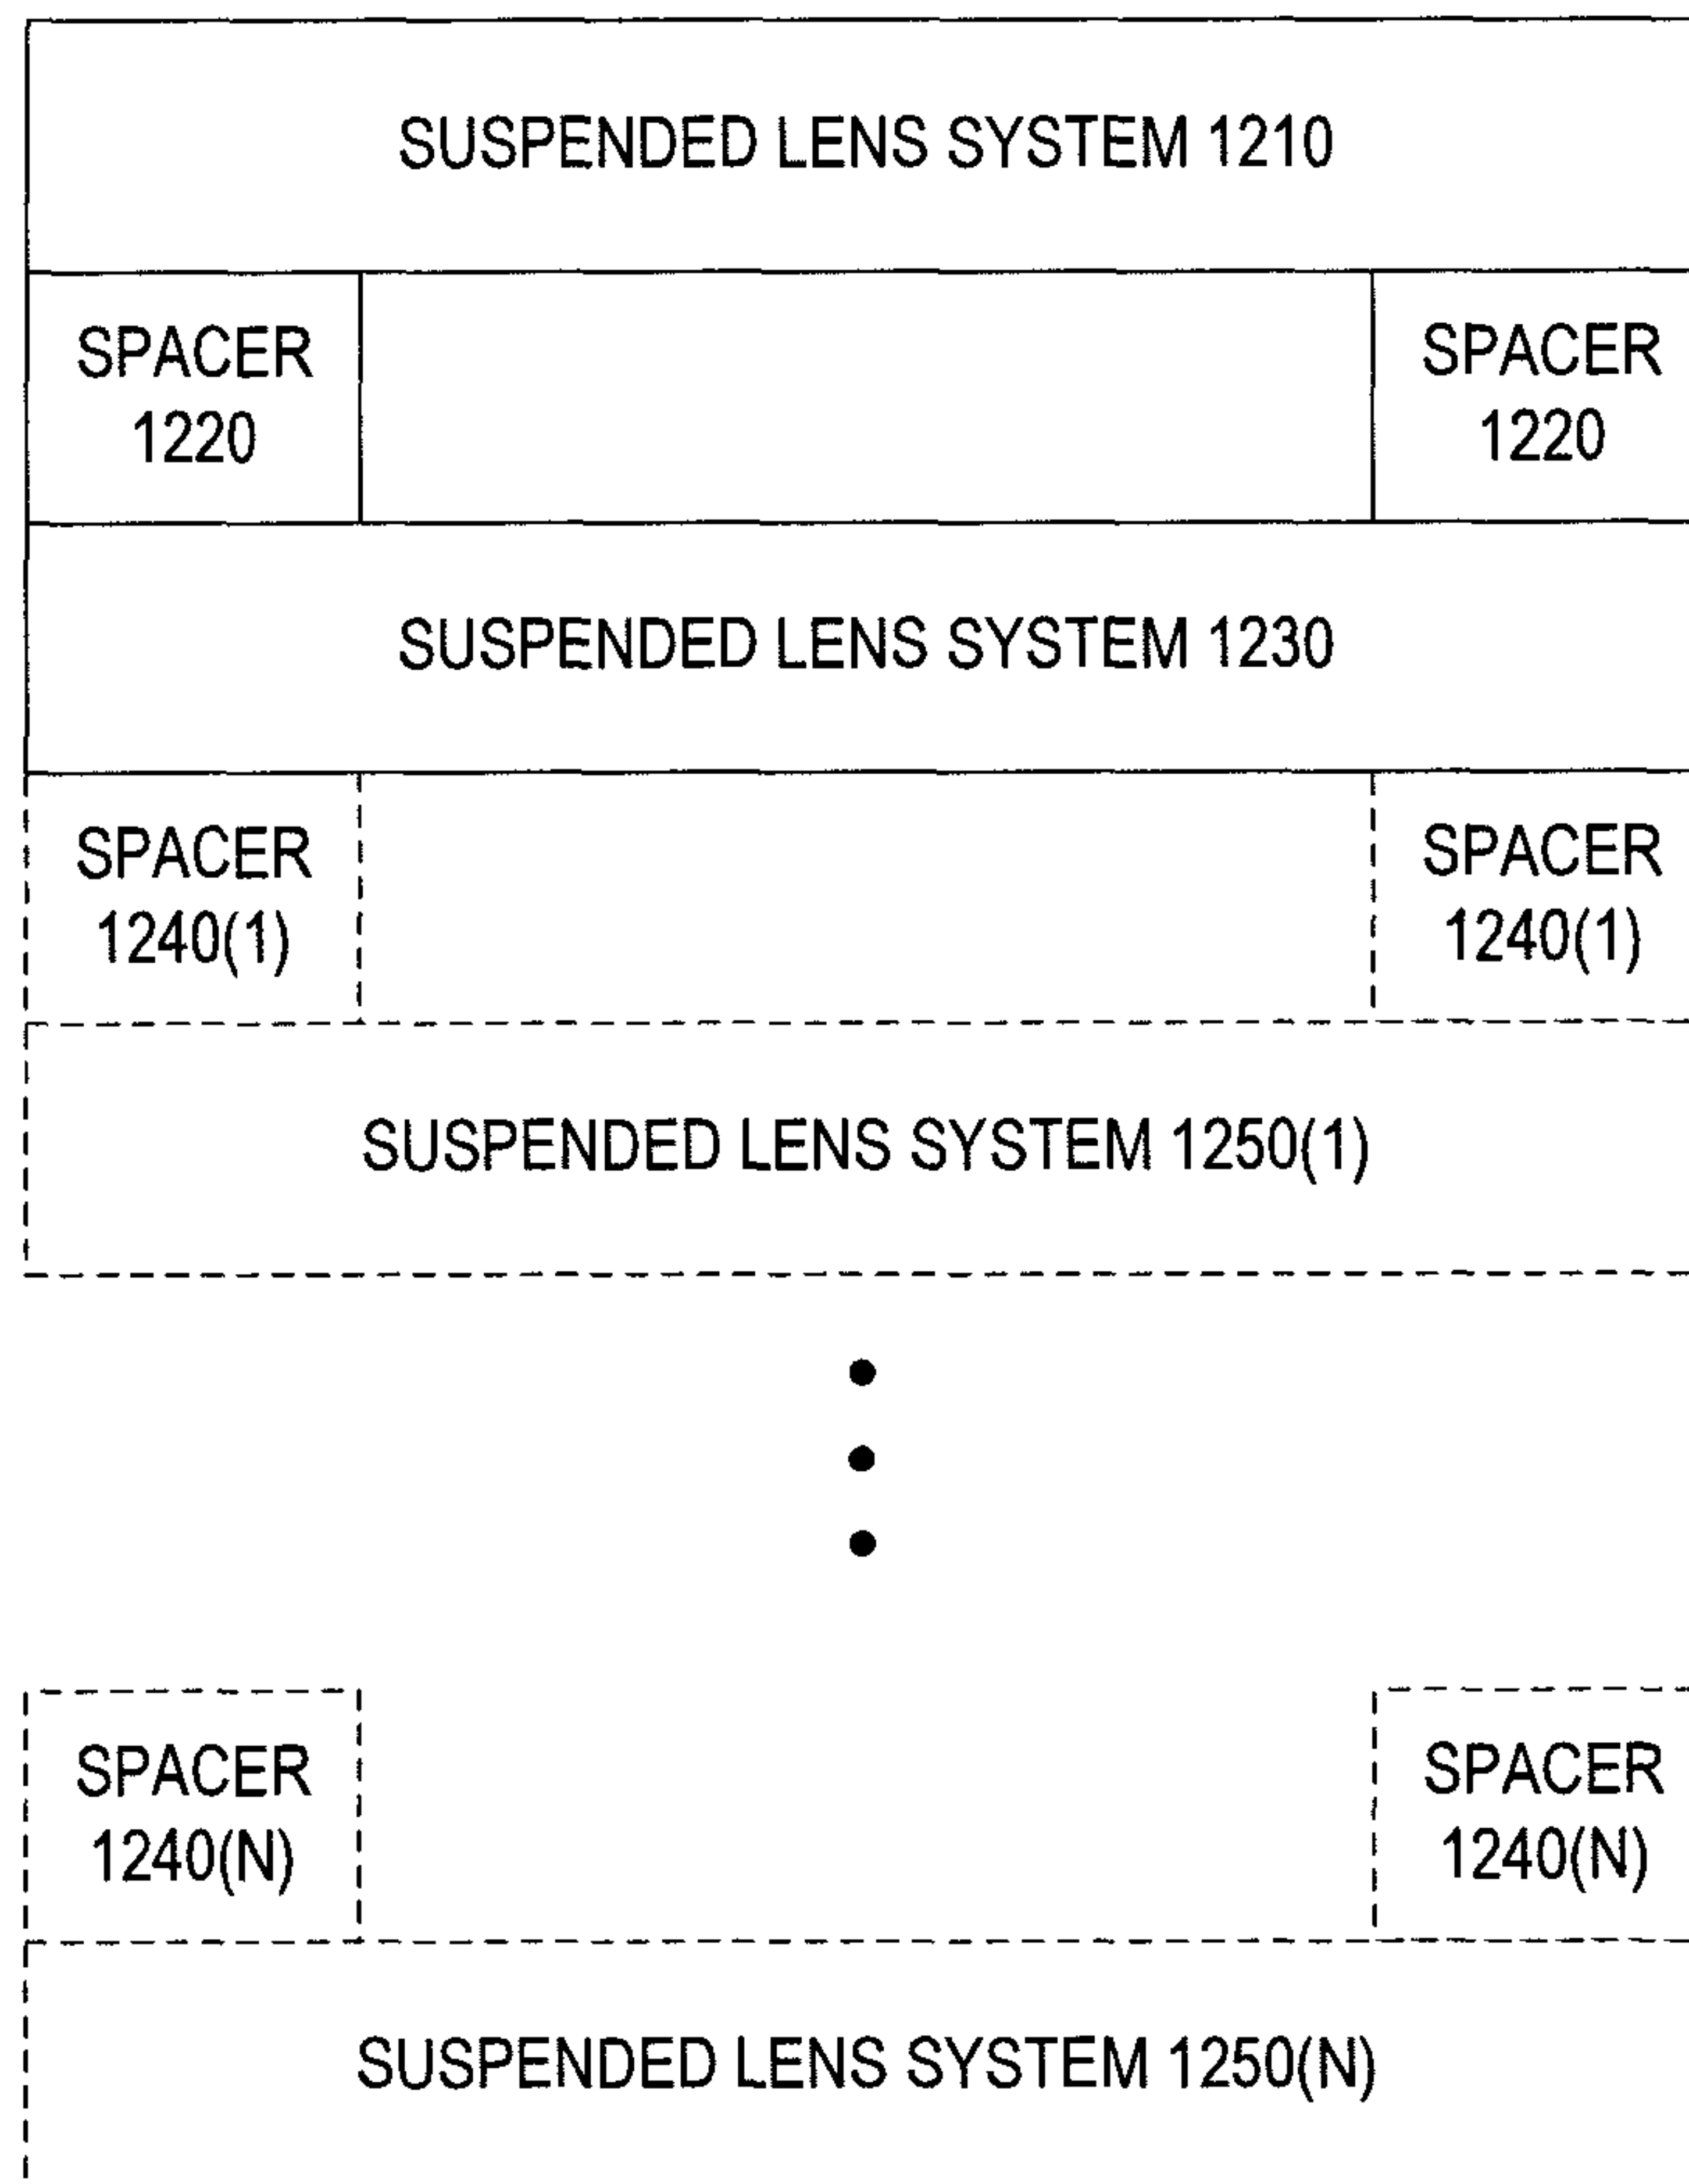 SUSPENDED LENS SYSTEM 1210
SPACER
1220
SPACER
1220
SUSPENDED LENS SYSTEM 1230
SPACER
1240(1)
SPACER
1240(1)
SUSPENDED LENS SYSTEM 1250(1)
SPACER
1240(N)
SPACER
1240(N)
SUSPENDED LENS SYSTEM 1250(N)